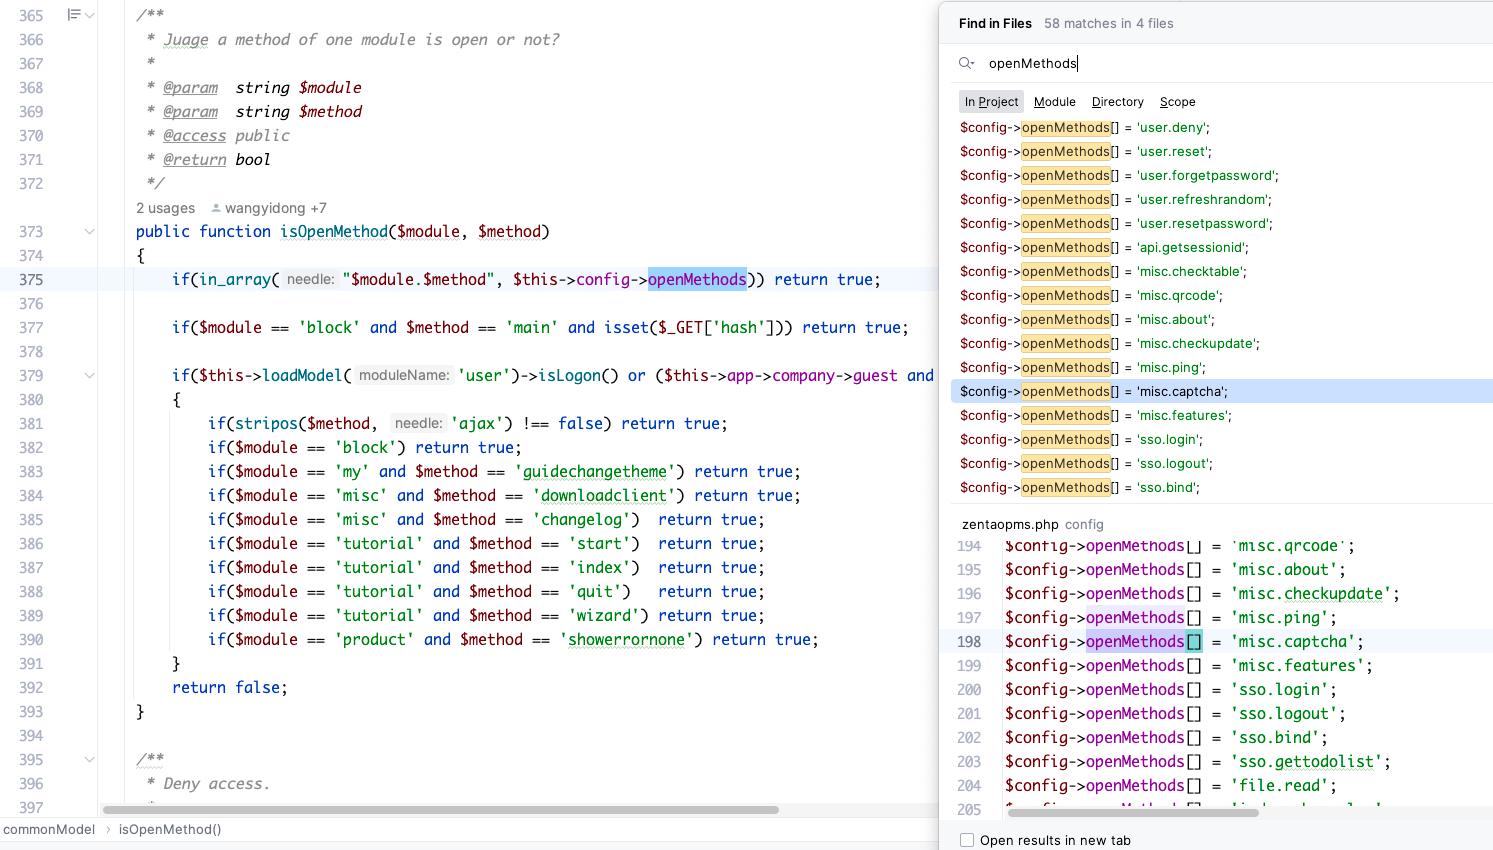 365 /**
366 * Juage a method of one module is open or not?
367 *
368 * @param string $module
369 * @param string $method
370 * @access public
371 * @return bool
372 */
2 usages wangyidong +7
373 public function isOpenMethod($module, $method)
374 {
375 if(in_array( needle: "$module.$method", $this->config->openMethods)) return true;
376
377 if($module == 'block' and $method == 'main' and isset($_GET['hash'])) return true;
378
379 if($this->loadModel( moduleName: 'user')->isLogon() or ($this->app->company->guest and
380 {
381 if(stripos($method, needle: 'ajax') !== false) return true;
382 if($module == 'block') return true;
383 if($module == 'my' and $method == 'guidechangetheme') return true;
384 if($module == 'misc' and $method == 'downloadclient') return true;
385 if($module == 'misc' and $method == 'changelog') return true;
386 if($module == 'tutorial' and $method == 'start') return true;
387 if($module == 'tutorial' and $method == 'index') return true;
388 if($module == 'tutorial' and $method == 'quit') return true;
389 if($module == 'tutorial' and $method == 'wizard') return true;
390 if($module == 'product' and $method == 'showerrornone') return true;
391 }
392 return false;
393 }
394
395 /**
396 * Deny access.
397
commonModel › isOpenMethod()
Find in Files 58 matches in 4 files
openMethods
In Project Module Directory Scope
$config->openMethods[] = 'user.deny';
$config->openMethods[] = 'user.reset';
$config->openMethods[] = 'user.forgetpassword';
$config->openMethods[] = 'user.refreshrandom';
$config->openMethods[] = 'user.resetpassword';
$config->openMethods[] = 'api.getsessionid';
$config->openMethods[] = 'misc.checktable';
$config->openMethods[] = 'misc.qrcode';
$config->openMethods[] = 'misc.about';
$config->openMethods[] = 'misc.checkupdate';
$config->openMethods[] = 'misc.ping';
$config->openMethods[] = 'misc.captcha';
$config->openMethods[] = 'misc.features';
$config->openMethods[] = 'sso.login';
$config->openMethods[] = 'sso.logout';
$config->openMethods[] = 'sso.bind';
zentaopms.php config
194 $config->openMethods[] = 'misc.qrcode';
195 $config->openMethods[] = 'misc.about';
196 $config->openMethods[] = 'misc.checkupdate';
197 $config->openMethods[] = 'misc.ping';
198 $config->openMethods[] = 'misc.captcha';
199 $config->openMethods[] = 'misc.features';
200 $config->openMethods[] = 'sso.login';
201 $config->openMethods[] = 'sso.logout';
202 $config->openMethods[] = 'sso.bind';
203 $config->openMethods[] = 'sso.gettodolist';
204 $config->openMethods[] = 'file.read';
205
Open results in new tab